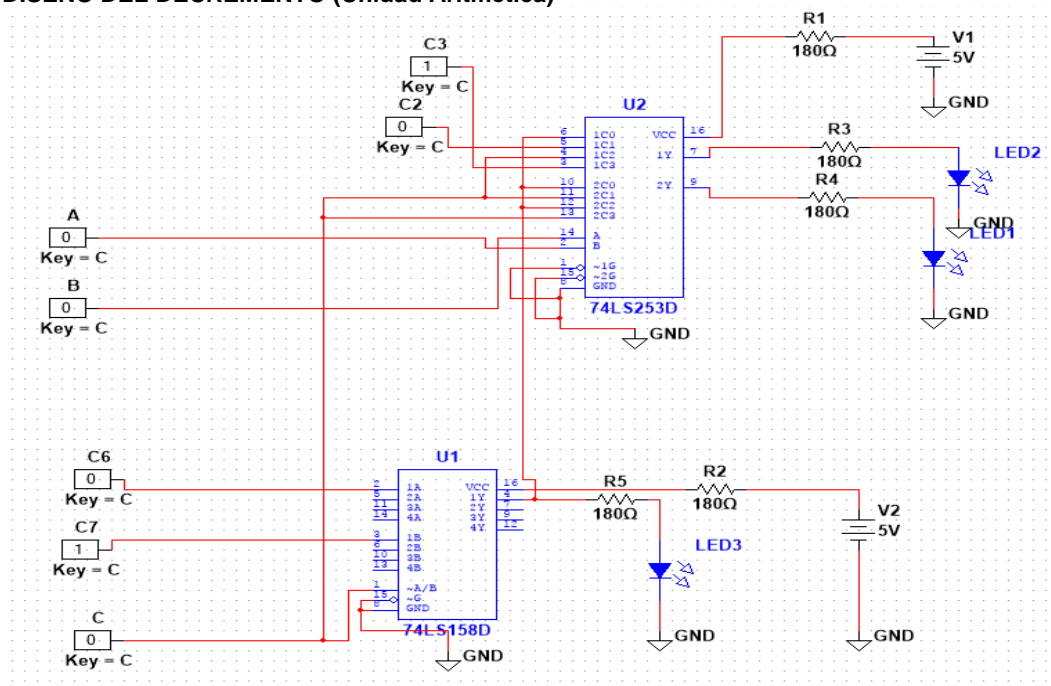 DISEÑO DEL DECREMENTO (Unidad Aritmética)
R1
180Ω
V1
5V
GND
C3
1
Key = C
C2
0
Key = C
U2
6 1C0 VCC 16
5 1C1
4 1C2 1Y 7
3 1C3
10 2C0 2Y 9
11 2C1
12 2C2
13 2C3
14 A
2 B
1 ~1G
15 ~2G
8 GND
74LS253D
GND
R3
180Ω
LED2
R4
180Ω
GND
LED1
GND
A
0
Key = C
B
0
Key = C
C6
0
Key = C
C7
1
Key = C
C
0
Key = C
U1
2 1A VCC 16
5 2A 1Y 4
11 3A 2Y 7
14 4A 3Y 9
4Y 12
3 1B
6 2B
10 3B
13 4B
1 ~A/B
15 ~G
8 GND
74LS158D
GND
R5
180Ω
R2
180Ω
LED3
GND
V2
5V
GND